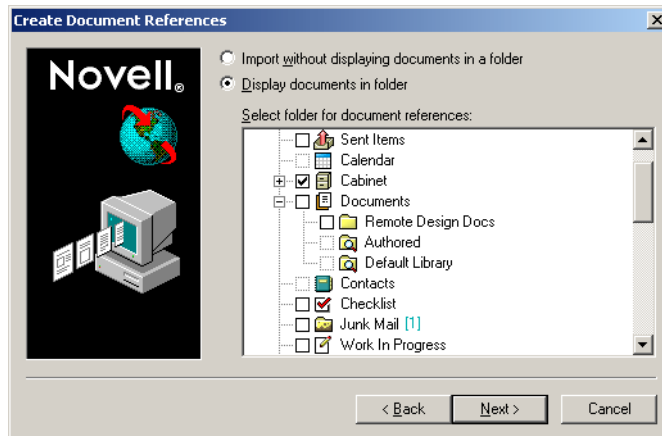 Create Document References
Novell®
Import without displaying documents in a folder
Display documents in folder
Select folder for document references:
Sent Items
Calendar
Cabinet
Documents
Remote Design Docs
Authored
Default Library
Contacts
Checklist
Junk Mail [1]
Work In Progress
< Back
Next >
Cancel